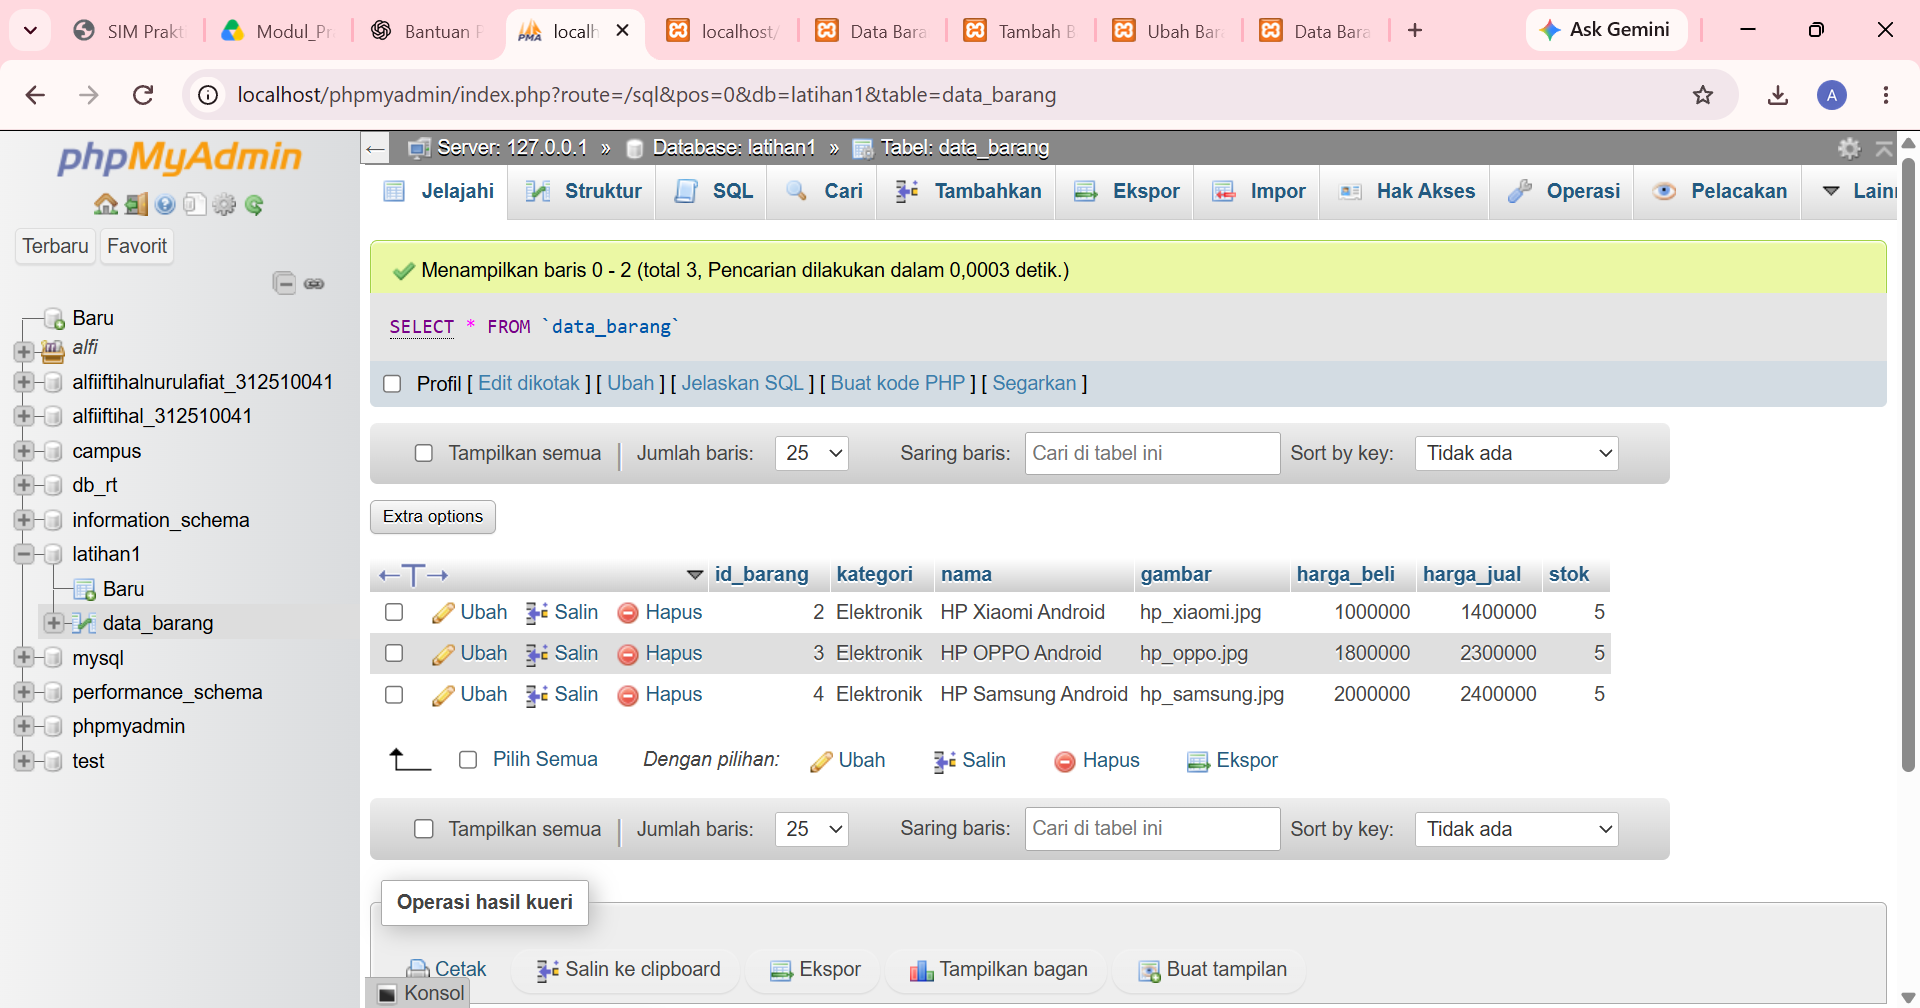 SIM Prakt
Modul_Pr
Bantuan P
PMA
localh
localhost/
Data Bara
Tambah B
Ubah Bar
Data Bara
Ask Gemini
localhost/phpmyadmin/index.php?route=/sql&pos=0&db=latihan1&table=data_barang
A
phpMyAdmin
Terbaru Favorit
Baru
alfi
alfiiftihalnurulafiat_312510041
alfiiftihal_312510041
campus
db_rt
information_schema
latihan1
Baru
data_barang
mysql
performance_schema
phpmyadmin
test
Server: 127.0.0.1 » Database: latihan1 » Tabel: data_barang
Jelajahi Struktur SQL Cari Tambahkan Ekspor Impor Hak Akses Operasi Pelacakan Lainn
Menampilkan baris 0 - 2 (total 3, Pencarian dilakukan dalam 0,0003 detik.)
SELECT * FROM `data_barang`
Profil [ Edit dikotak ] [ Ubah ] [ Jelaskan SQL ] [ Buat kode PHP ] [ Segarkan ]
Tampilkan semua | Jumlah baris: 25 Saring baris: Cari di tabel ini Sort by key: Tidak ada
Extra options
←T→ id_barang kategori nama gambar harga_beli harga_jual stok
Ubah Salin Hapus 2 Elektronik HP Xiaomi Android hp_xiaomi.jpg 1000000 1400000 5
Ubah Salin Hapus 3 Elektronik HP OPPO Android hp_oppo.jpg 1800000 2300000 5
Ubah Salin Hapus 4 Elektronik HP Samsung Android hp_samsung.jpg 2000000 2400000 5
Pilih Semua Dengan pilihan: Ubah Salin Hapus Ekspor
Tampilkan semua | Jumlah baris: 25 Saring baris: Cari di tabel ini Sort by key: Tidak ada
Operasi hasil kueri
Cetak Salin ke clipboard Ekspor Tampilkan bagan Buat tampilan
Konsol